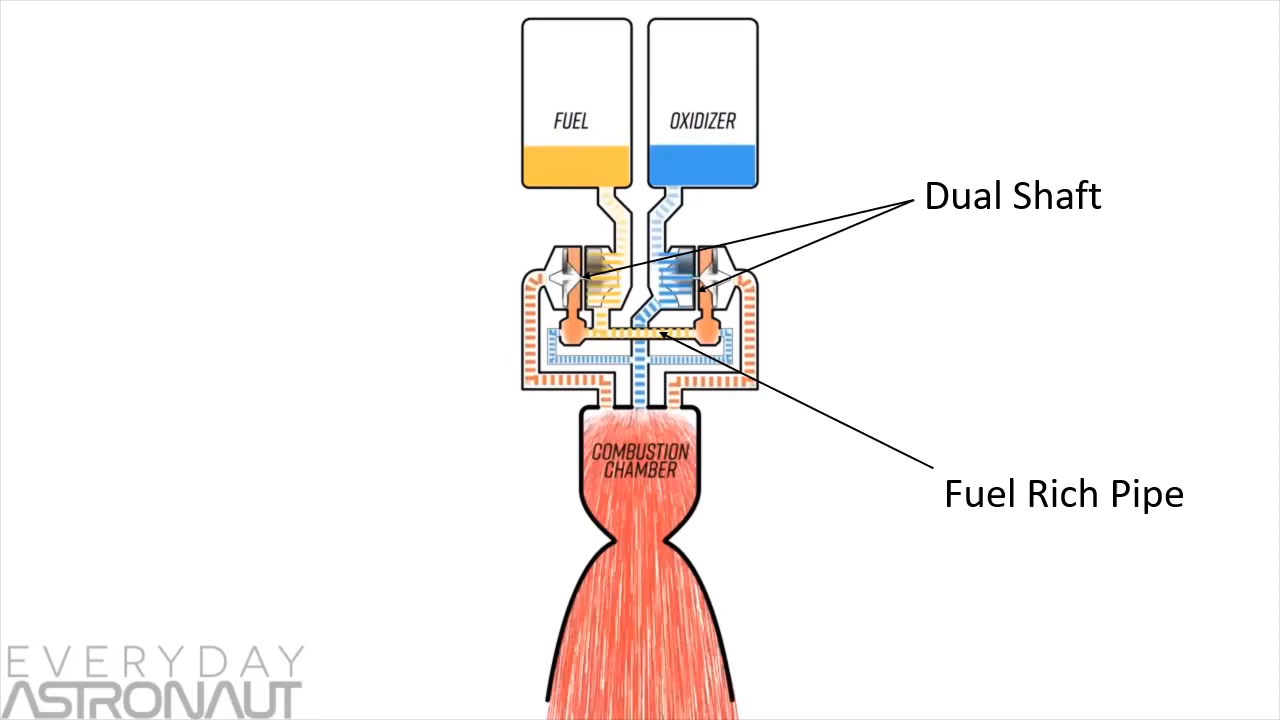 FUEL
OXIDIZER
Dual Shaft
COMBUSTION
CHAMBER
Fuel Rich Pipe
EVERYDAY
ASTRONAUT